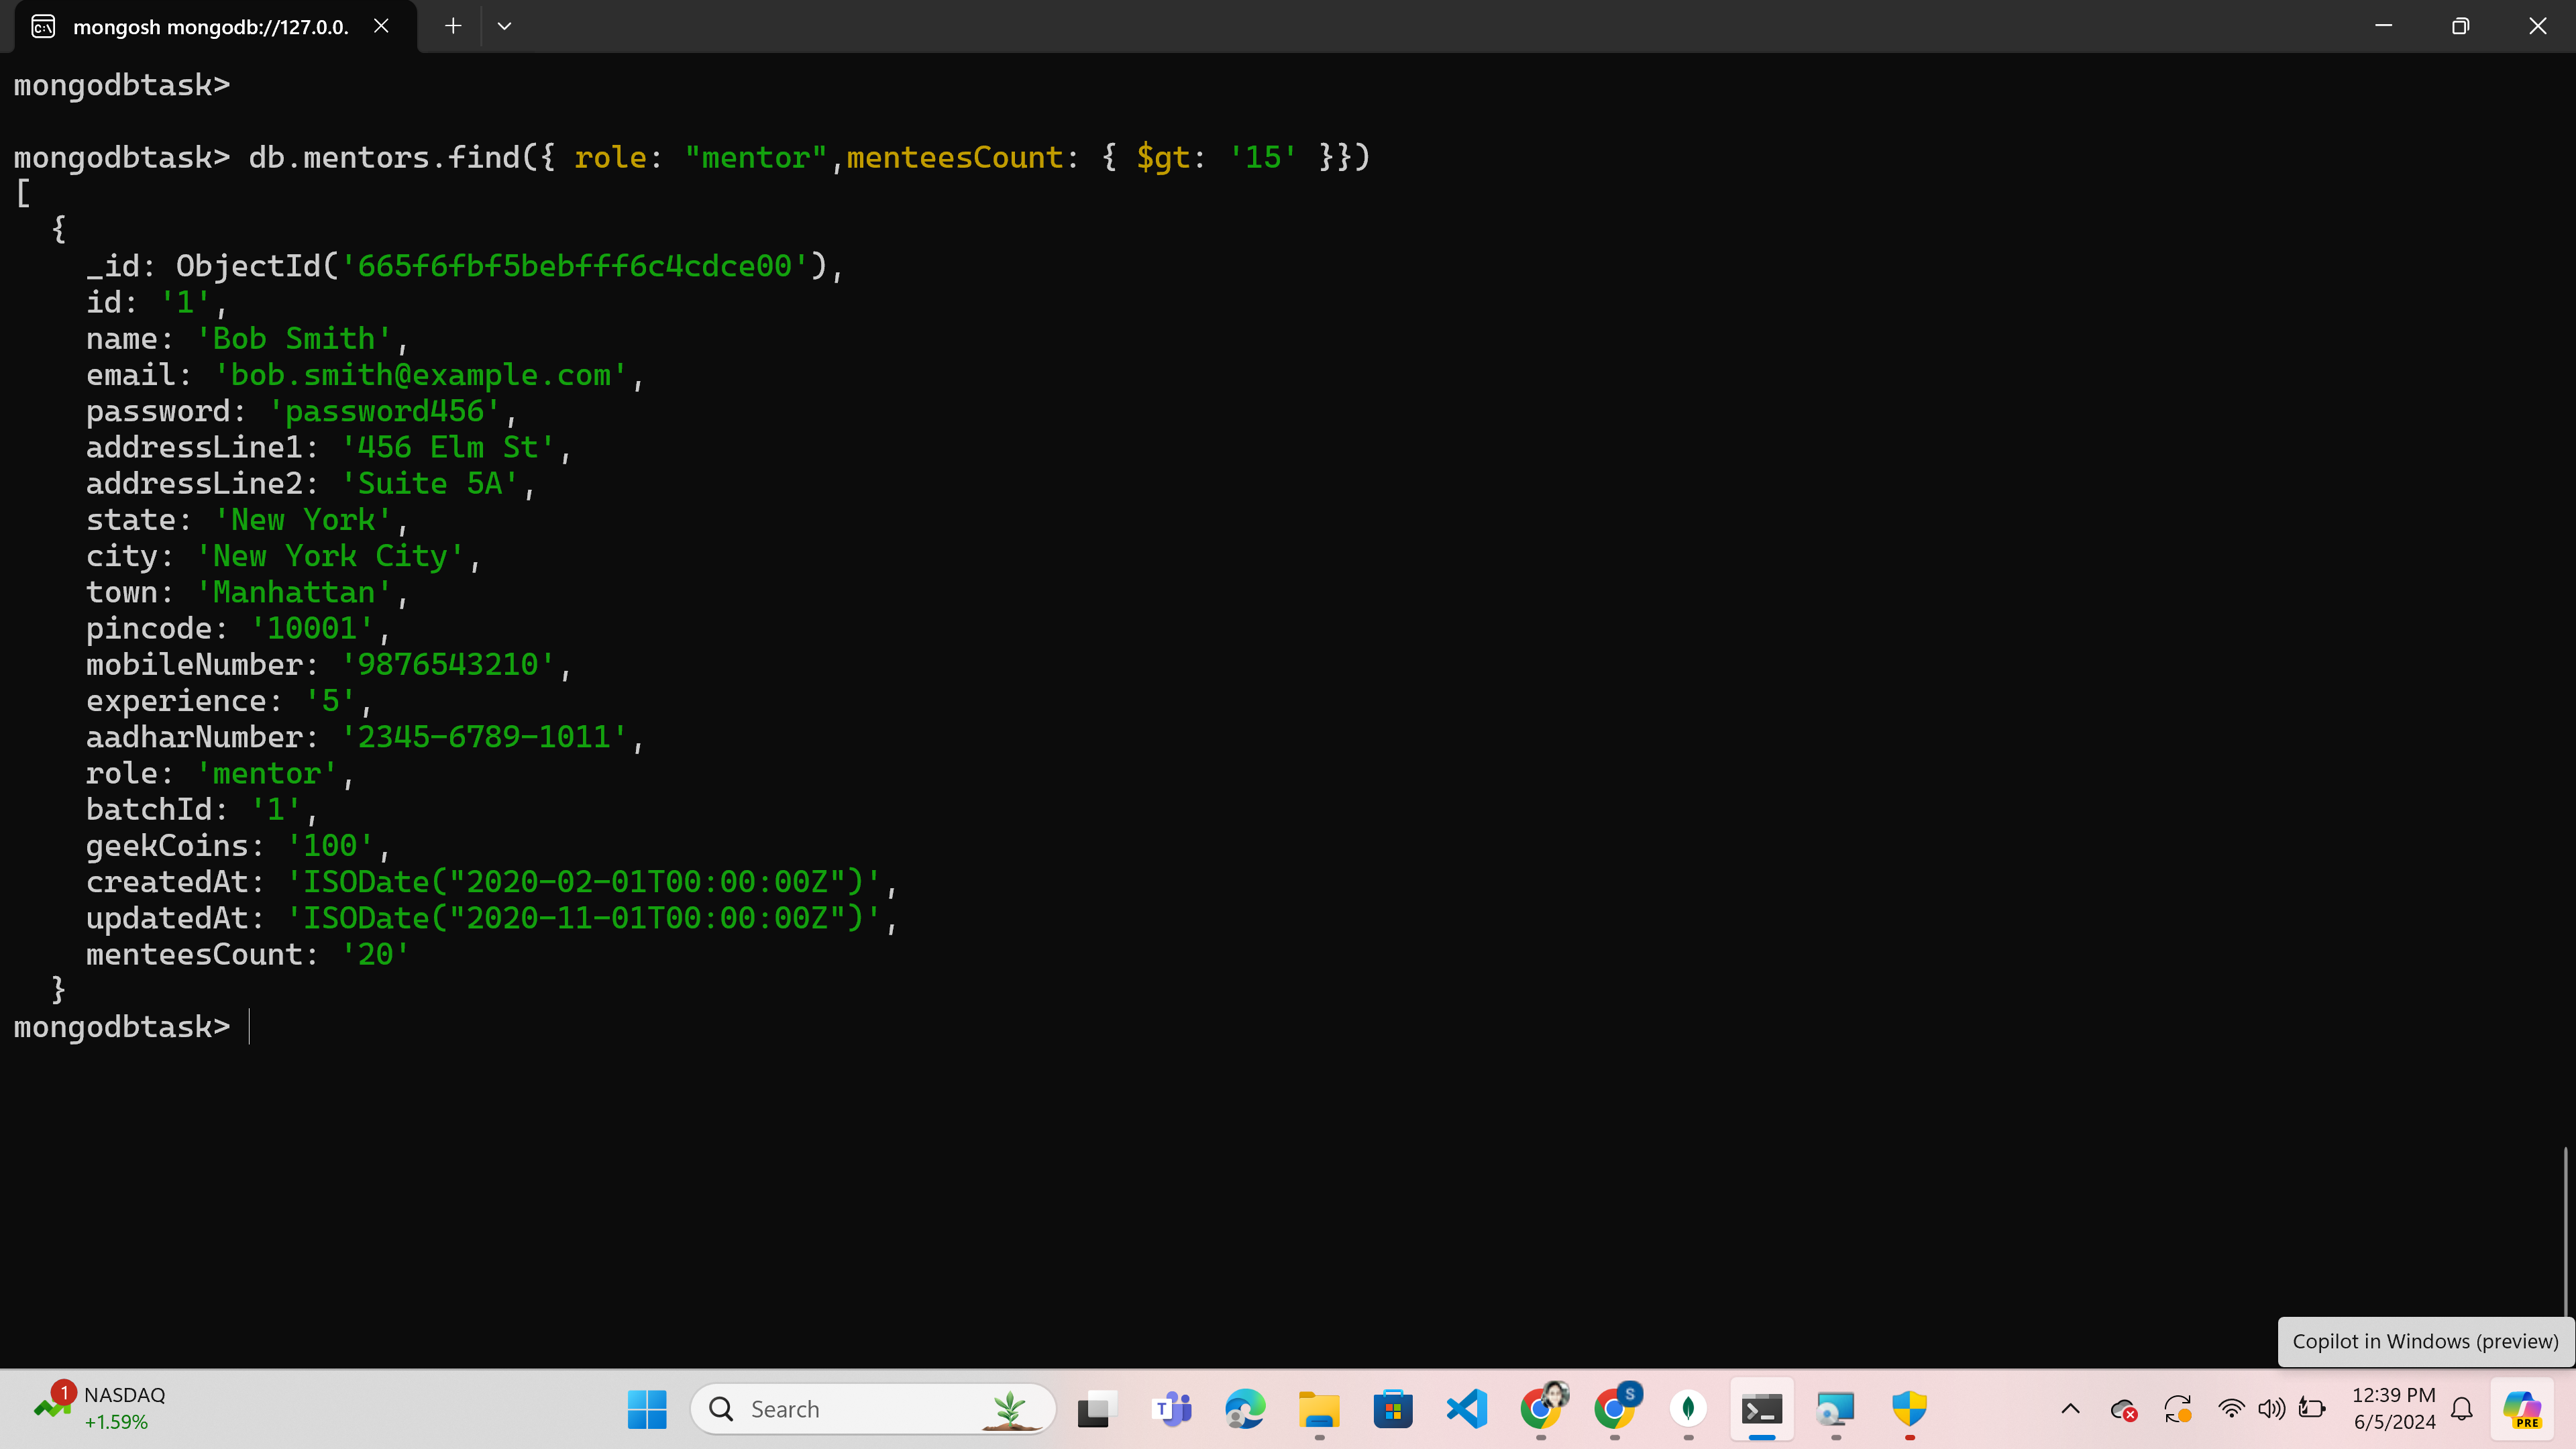 mongosh mongodb://127.0.0.
mongodbtask>
mongodbtask> db.mentors.find({ role: "mentor",menteesCount: { $gt: '15' }})
[
  {
    _id: ObjectId('665f6fbf5bebfff6c4cdce00'),
    id: '1',
    name: 'Bob Smith',
    email: 'bob.smith@example.com',
    password: 'password456',
    addressLine1: '456 Elm St',
    addressLine2: 'Suite 5A',
    state: 'New York',
    city: 'New York City',
    town: 'Manhattan',
    pincode: '10001',
    mobileNumber: '9876543210',
    experience: '5',
    aadharNumber: '2345-6789-1011',
    role: 'mentor',
    batchId: '1',
    geekCoins: '100',
    createdAt: 'ISODate("2020-02-01T00:00:00Z")',
    updatedAt: 'ISODate("2020-11-01T00:00:00Z")',
    menteesCount: '20'
  }
mongodbtask>
Copilot in Windows (preview)
1
NASDAQ
+1.59%
Search
T
S
12:39 PM
6/5/2024
PRE